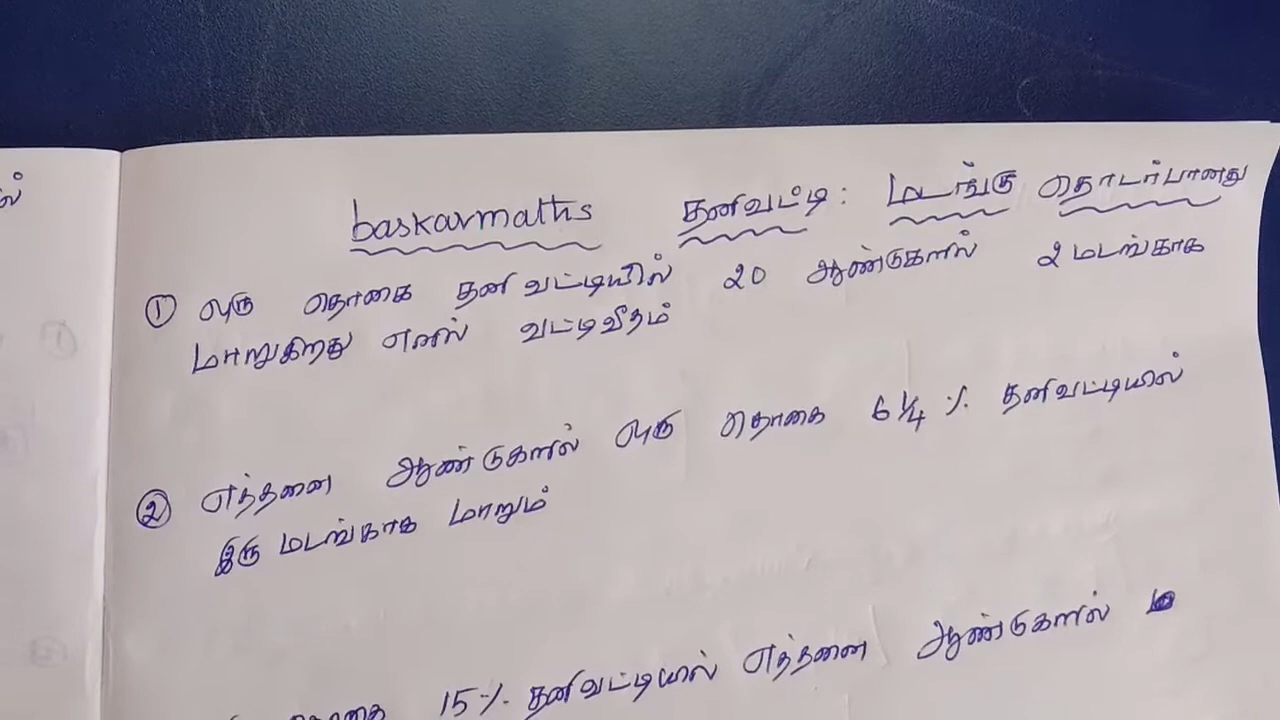 baskarmaths தனிவட்டி : மடங்கு தொடர்பானது
① ஒரு தொகை தனிவட்டியில் 20 ஆண்டுகளில் 2 மடங்காக
மாறுகிறது எனில் வட்டிவீதம்
② எத்தனை ஆண்டுகளில் ஒரு தொகை 6¼ % தனிவட்டியில்
இரு மடங்காக மாறும்
15% தனிவட்டியில் எத்தனை ஆண்டுகளில்